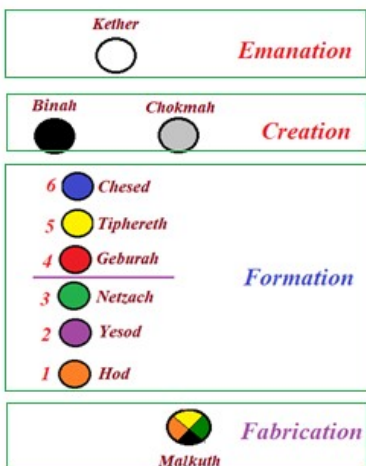 Kether
Emanation
Binah Chokmah
Creation
6 Chesed
5 Tiphereth
4 Geburah
Formation
3 Netzach
2 Yesod
1 Hod
Fabrication
Malkuth